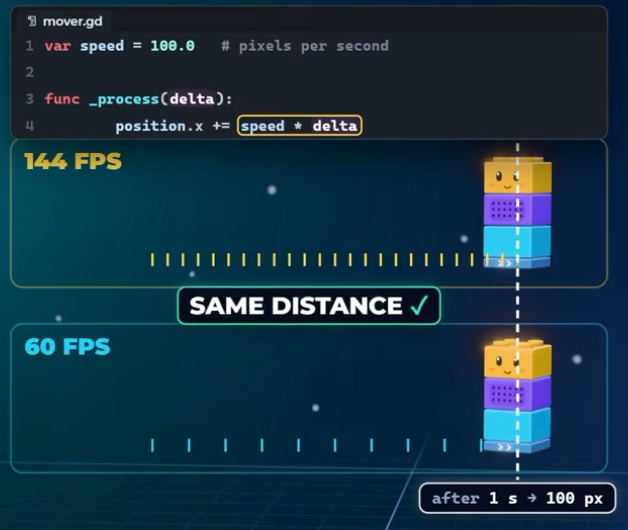 mover.gd
1 var speed = 100.0 # pixels per second
2
3 func _process(delta):
4 position.x += speed * delta
144 FPS
SAME DISTANCE ✓
60 FPS
after 1 s → 100 px